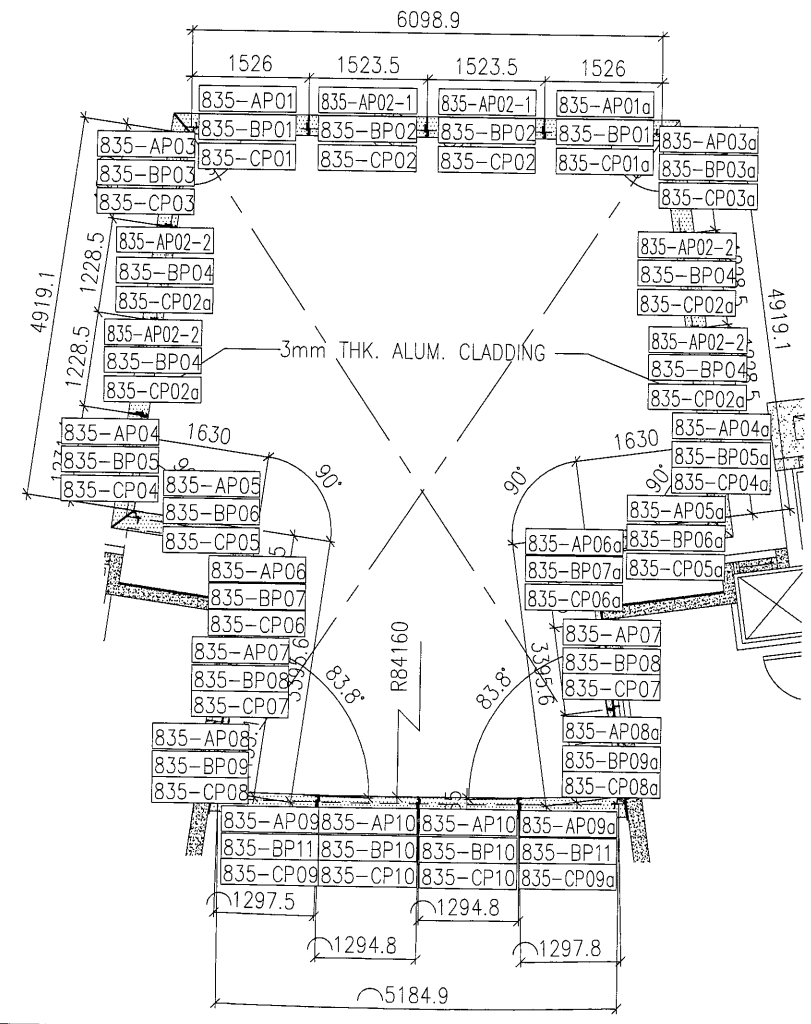 6098.9
1526 1523.5 1523.5 1526
835-AP01 835-AP02-1 835-AP02-1 835-AP01a
835-BP01 835-BP02 835-BP02 835-BP01
835-CP01 835-CP02 835-CP02 835-CP01a
835-AP03 835-AP03a
835-BP03 835-BP03a
835-CP03 835-CP03a
835-AP02-2 835-AP02-2
835-BP04 835-BP04
835-CP02a 835-CP02a
1228.5
4919.1 4919.1
835-AP02-2 835-AP02-2
835-BP04 835-BP04
835-CP02a 835-CP02a
1228.5
3mm THK. ALUM. CLADDING
835-AP04 835-AP04a
835-BP05 835-BP05a
835-CP04 835-CP04a
1630 1630
90° 90° 90°
835-AP05 835-AP05a
835-BP06 835-BP06a
835-CP05 835-CP05a
835-AP06 835-AP06a
835-BP07 835-BP07a
835-CP06 835-CP06a
835-AP07 835-AP07
835-BP08 835-BP08
835-CP07 835-CP07
3395.6 3395.6
83.8° R84160 83.8°
835-AP08 835-AP08a
835-BP09 835-BP09a
835-CP08 835-CP08a
835-AP09 835-AP10 835-AP10 835-AP09a
835-BP11 835-BP10 835-BP10 835-BP11
835-CP09 835-CP10 835-CP10 835-CP09a
1297.5 1294.8
1294.8 1297.8
5184.9